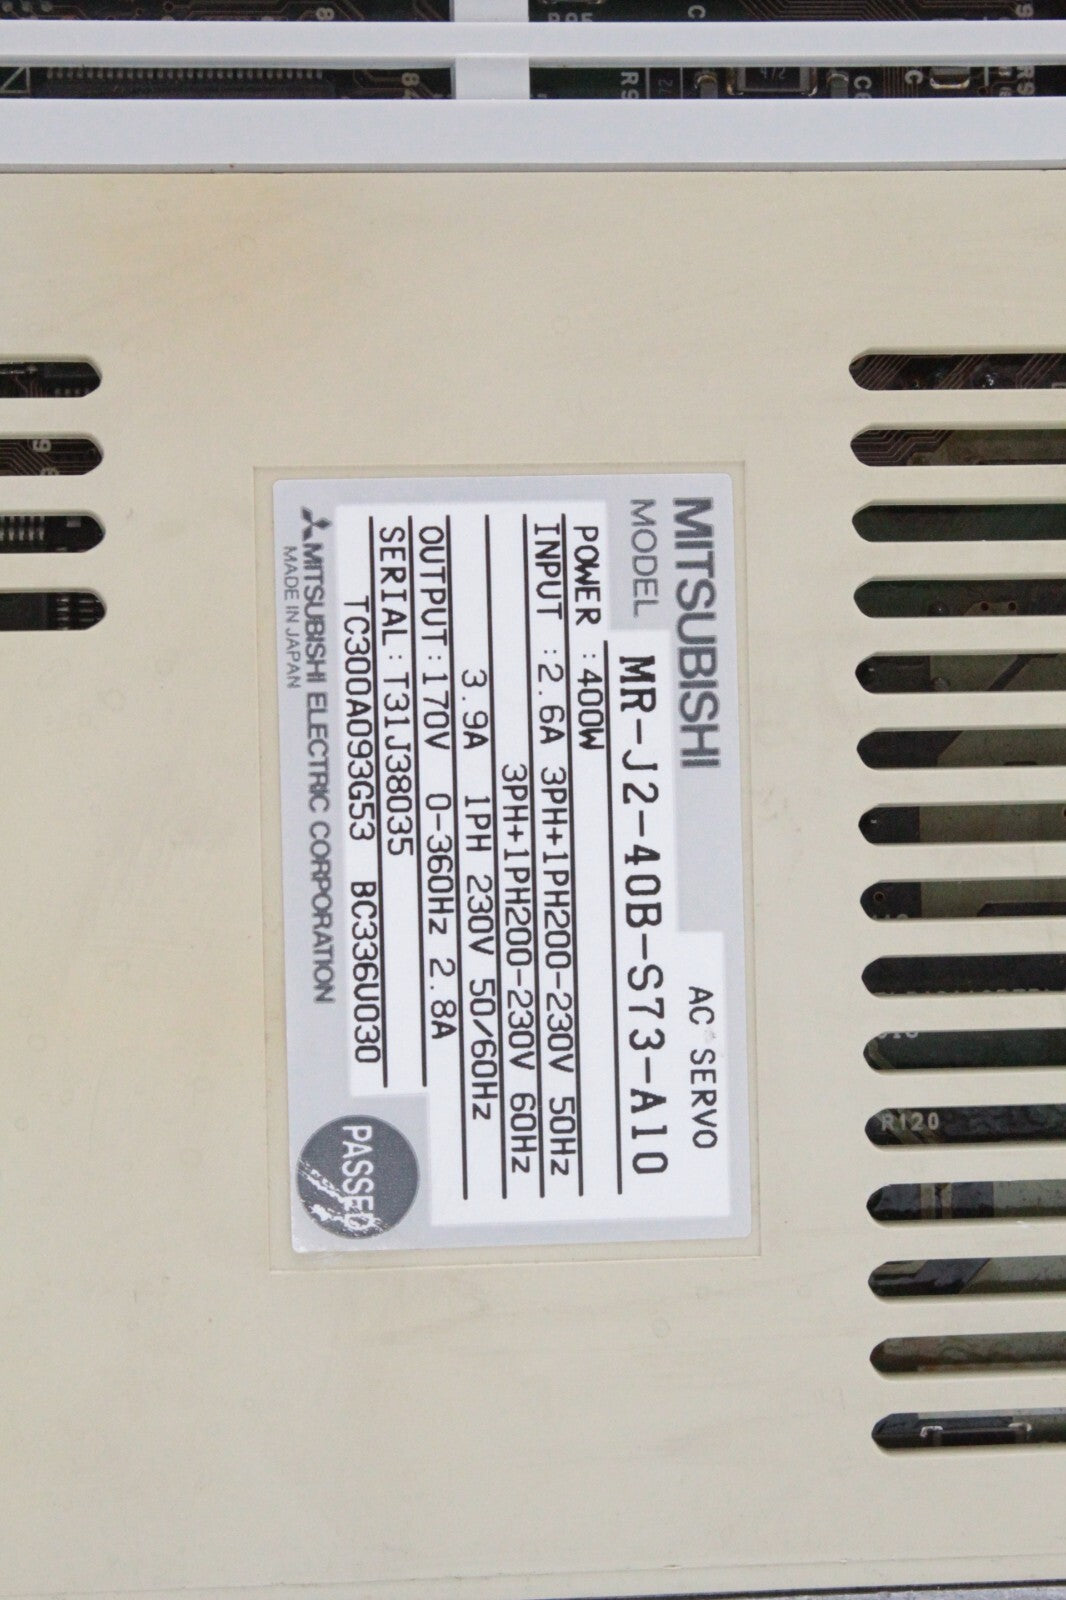 MITSUBISHI
AC SERVO
MODEL MR-J2-40B-S73-A10
POWER :400W
INPUT :2.6A 3PH+1PH200-230V 50Hz
3PH+1PH200-230V 60Hz
3.9A 1PH 230V 50/60Hz
OUTPUT:170V 0-360Hz 2.8A
SERIAL:T31J38035
TC300A093G53 BC336U030
MITSUBISHI ELECTRIC CORPORATION
MADE IN JAPAN
PASSED
R120
472